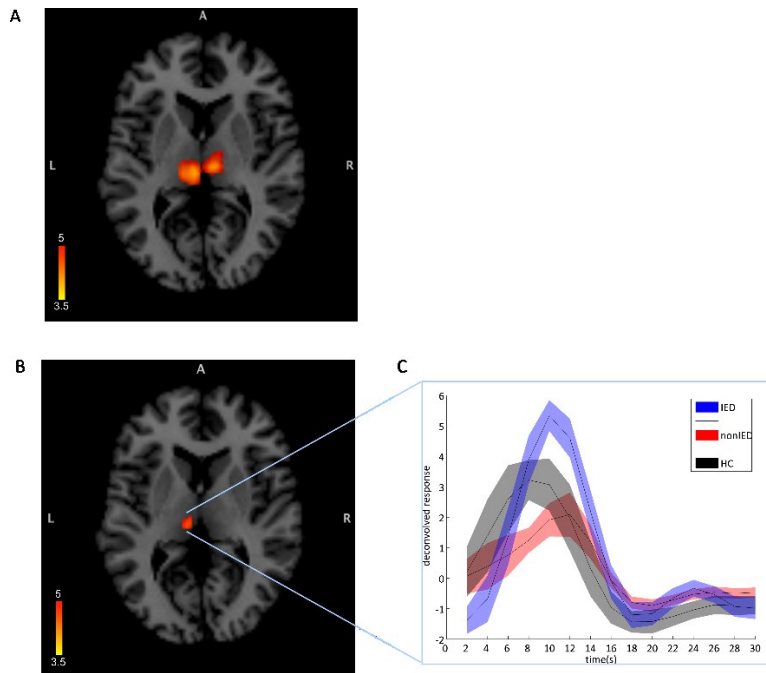 A
A
L
R
5
3.5
B
A
L
R
5
3.5
C
6
5
4
3
2
1
0
-1
-2
deconvolved response
IED
nonIED
HC
0 2 4 6 8 10 12 14 16 18 20 22 24 26 28 30
time(s)